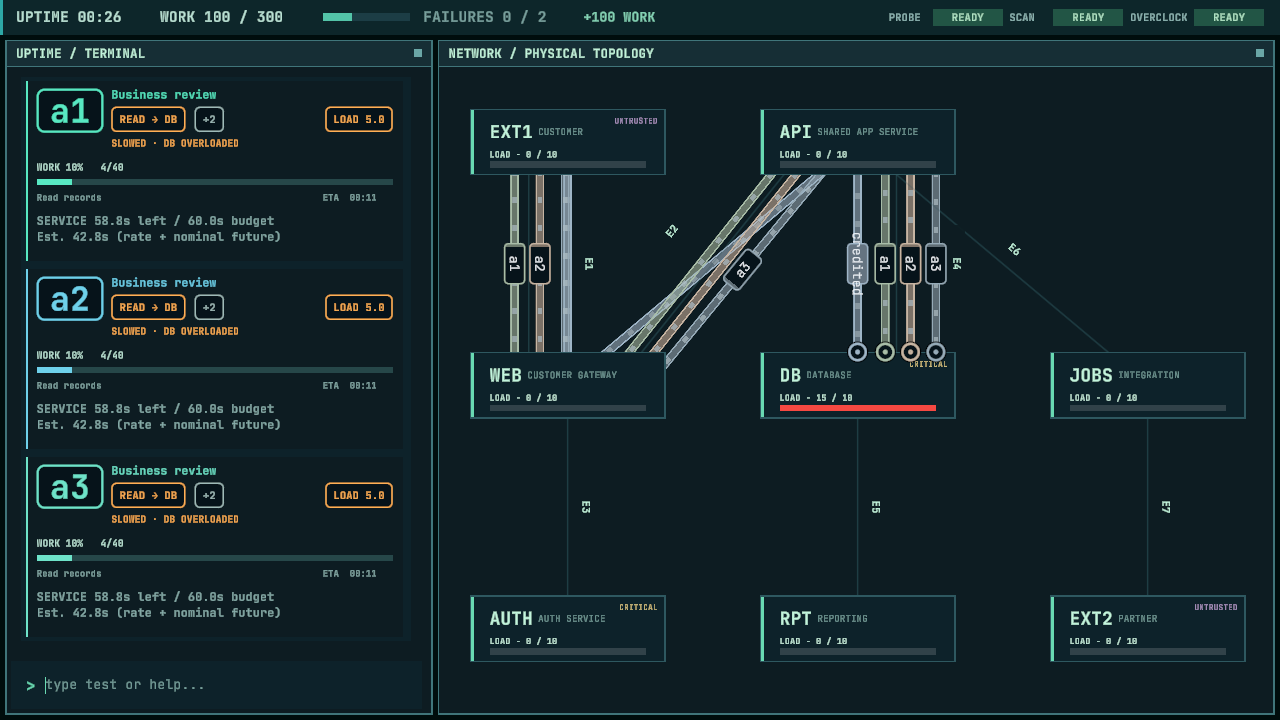 UPTIME 00:26 WORK 100 / 300 FAILURES 0 / 2 +100 WORK PROBE READY SCAN READY OVERCLOCK READY
UPTIME / TERMINAL
a1 Business review
READ → DB +2 LOAD 5.0
SLOWED · DB OVERLOADED
WORK 10% 4/40
Read records ETA 00:11
SERVICE 58.8s left / 60.0s budget
Est. 42.8s (rate + nominal future)
a2 Business review
READ → DB +2 LOAD 5.0
SLOWED · DB OVERLOADED
WORK 10% 4/40
Read records ETA 00:11
SERVICE 58.8s left / 60.0s budget
Est. 42.8s (rate + nominal future)
a3 Business review
READ → DB +2 LOAD 5.0
SLOWED · DB OVERLOADED
WORK 10% 4/40
Read records ETA 00:11
SERVICE 58.8s left / 60.0s budget
Est. 42.8s (rate + nominal future)
> type test or help...
NETWORK / PHYSICAL TOPOLOGY
UNTRUSTED
EXT1 CUSTOMER
LOAD - 0 / 10
API SHARED APP SERVICE
LOAD - 0 / 10
a1 a2 E1
E2 a3
credited a1 a2 a3 E4
E6
WEB CUSTOMER GATEWAY
LOAD - 0 / 10
CRITICAL
DB DATABASE
LOAD - 15 / 10
JOBS INTEGRATION
LOAD - 0 / 10
E3
E5
E7
CRITICAL
AUTH AUTH SERVICE
LOAD - 0 / 10
RPT REPORTING
LOAD - 0 / 10
UNTRUSTED
EXT2 PARTNER
LOAD - 0 / 10